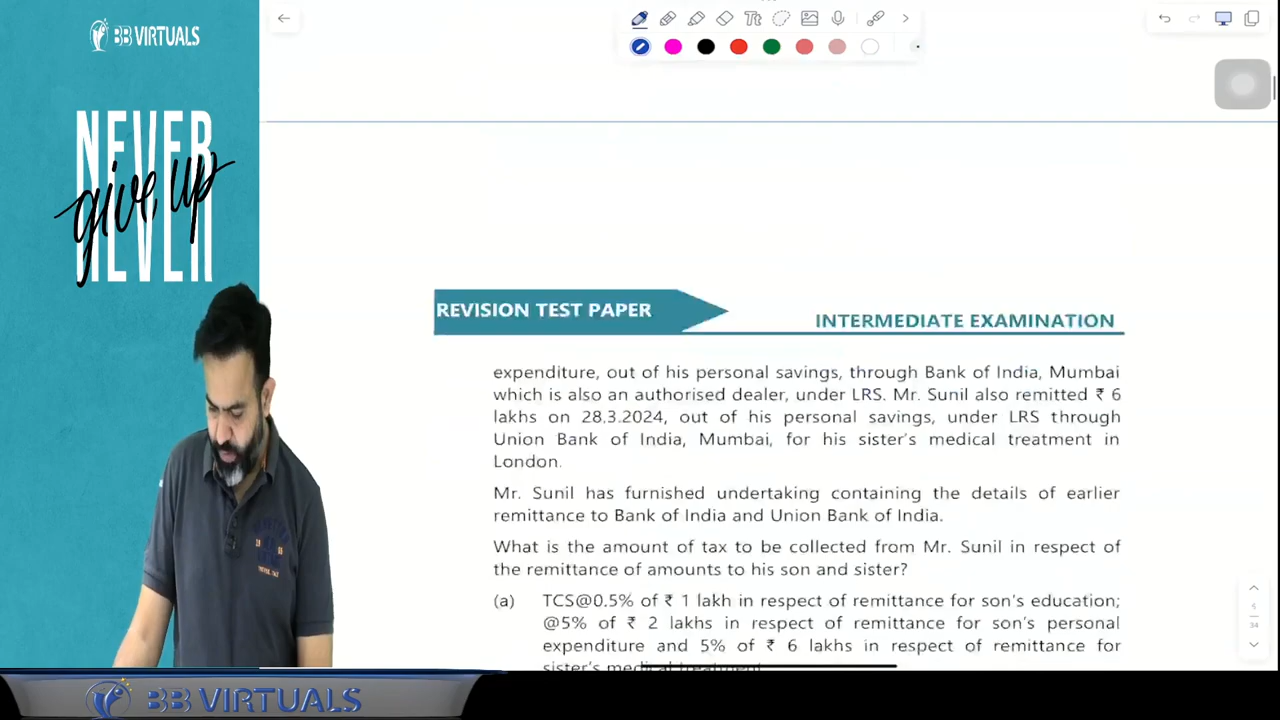 BB VIRTUALS
NEVER
give up
NEVER
Tt
REVISION TEST PAPER
INTERMEDIATE EXAMINATION
expenditure, out of his personal savings, through Bank of India, Mumbai
which is also an authorised dealer, under LRS. Mr. Sunil also remitted ₹ 6
lakhs on 28.3.2024, out of his personal savings, under LRS through
Union Bank of India, Mumbai, for his sister's medical treatment in
London.
Mr. Sunil has furnished undertaking containing the details of earlier
remittance to Bank of India and Union Bank of India.
What is the amount of tax to be collected from Mr. Sunil in respect of
the remittance of amounts to his son and sister?
(a) TCS@0.5% of ₹ 1 lakh in respect of remittance for son's education;
@5% of ₹ 2 lakhs in respect of remittance for son's personal
expenditure and 5% of ₹ 6 lakhs in respect of remittance for
sister's medical treatment
5
34
BB VIRTUALS